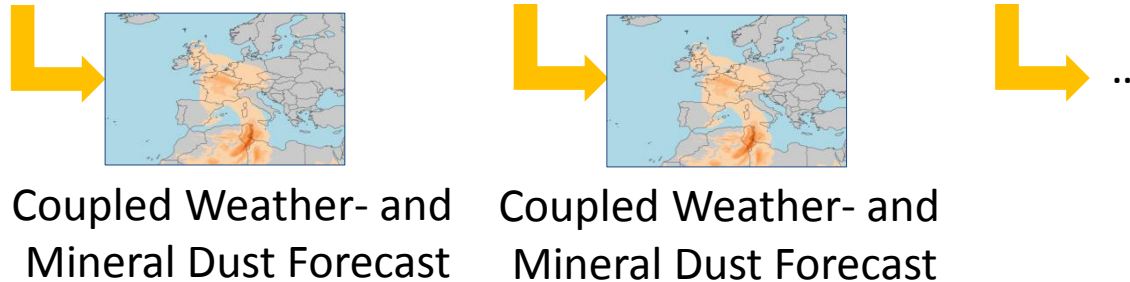 ..
Coupled Weather- and
Mineral Dust Forecast
Coupled Weather- and
Mineral Dust Forecast